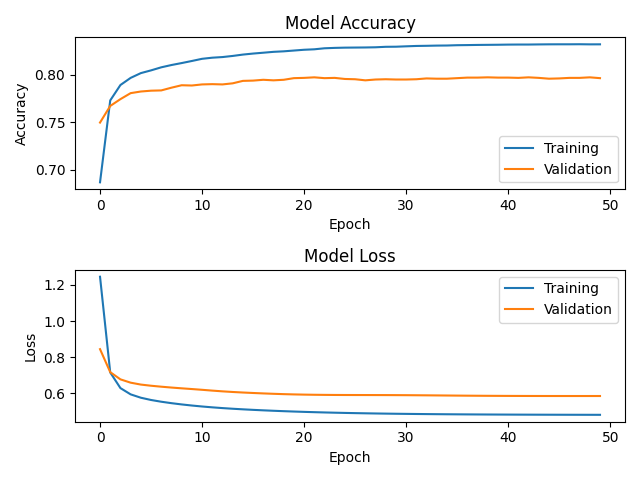 Model Accuracy
Accuracy
0.80
0.75
0.70
Training
Validation
0 10 20 30 40 50
Epoch
Model Loss
Loss
1.2
1.0
0.8
0.6
Training
Validation
0 10 20 30 40 50
Epoch